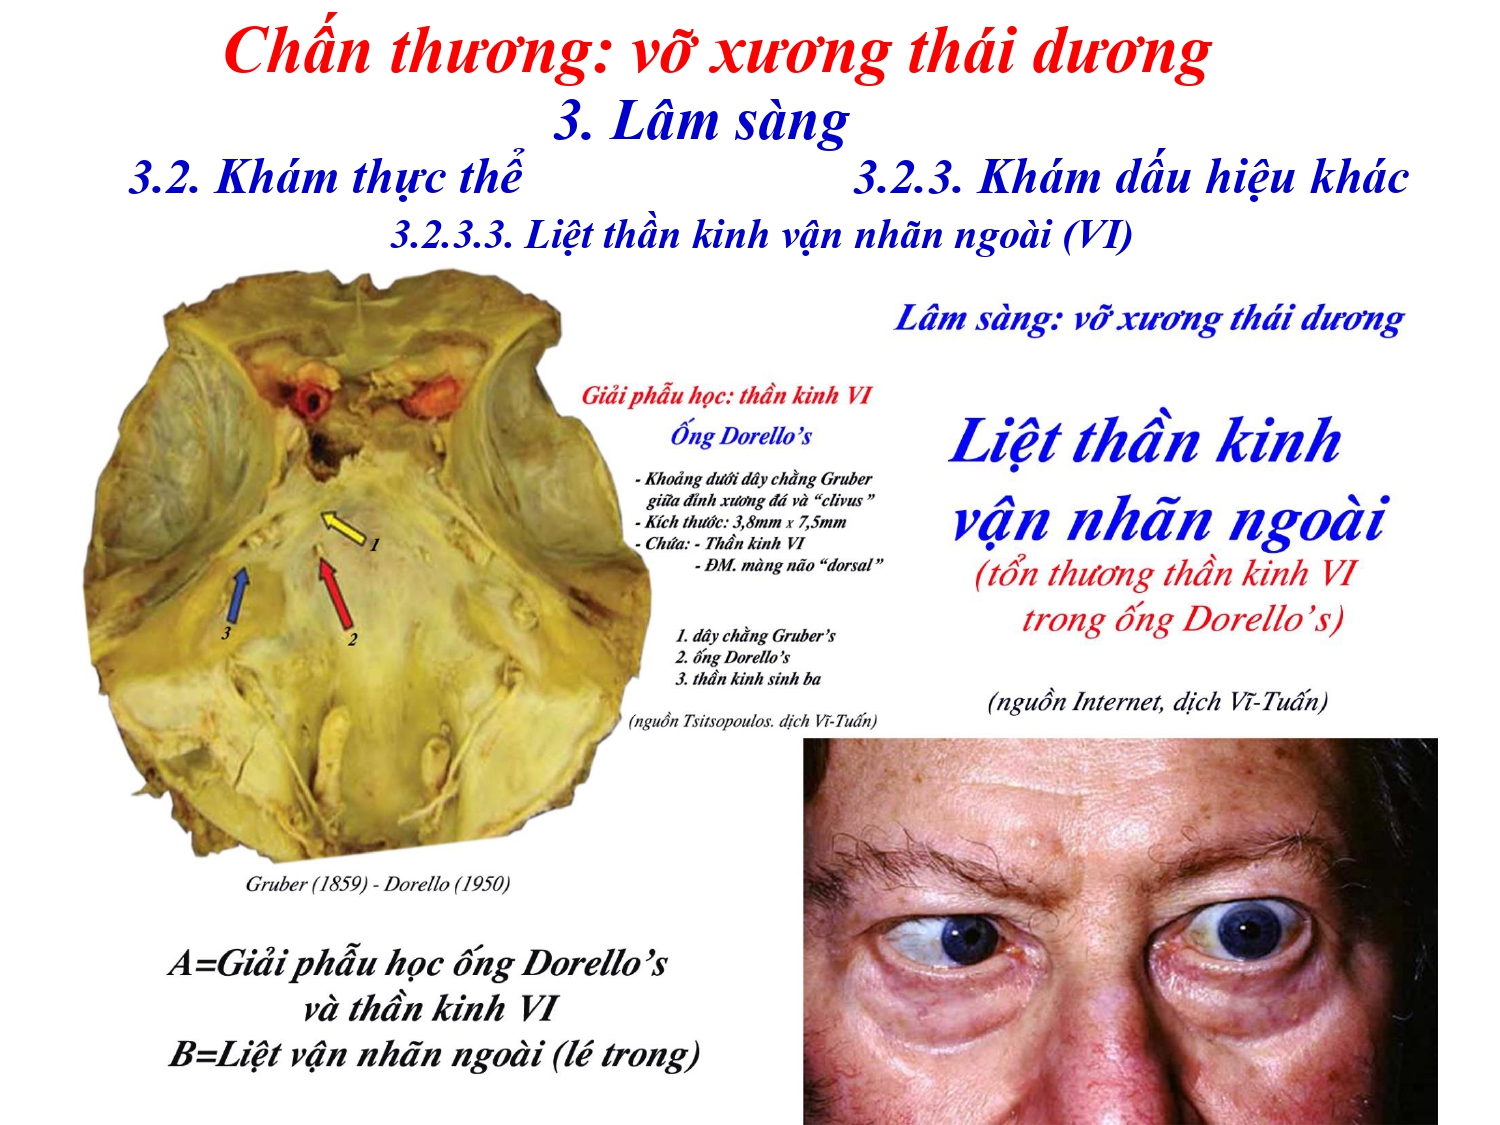 Chấn thương: vỡ xương thái dương
3. Lâm sàng
3.2. Khám thực thể
3.2.3. Khám dấu hiệu khác
3.2.3.3. Liệt thần kinh vận nhãn ngoài (VI)
1
2
3
Gruber (1859) - Dorello (1950)
Giải phẫu học: thần kinh VI
Ống Dorello's
- Khoảng dưới dây chằng Gruber
giữa đỉnh xương đá và "clivus"
- Kích thước: 3,8mm x 7,5mm
- Chứa: - Thần kinh VI
- ĐM. màng não "dorsal"
1. dây chằng Gruber's
2. ống Dorello's
3. thần kinh sinh ba
(nguồn Tsitsopoulos. dịch Vĩ-Tuấn)
Lâm sàng: vỡ xương thái dương
Liệt thần kinh
vận nhãn ngoài
(tổn thương thần kinh VI
trong ống Dorello's)
(nguồn Internet, dịch Vĩ-Tuấn)
A=Giải phẫu học ống Dorello's
và thần kinh VI
B=Liệt vận nhãn ngoài (lé trong)